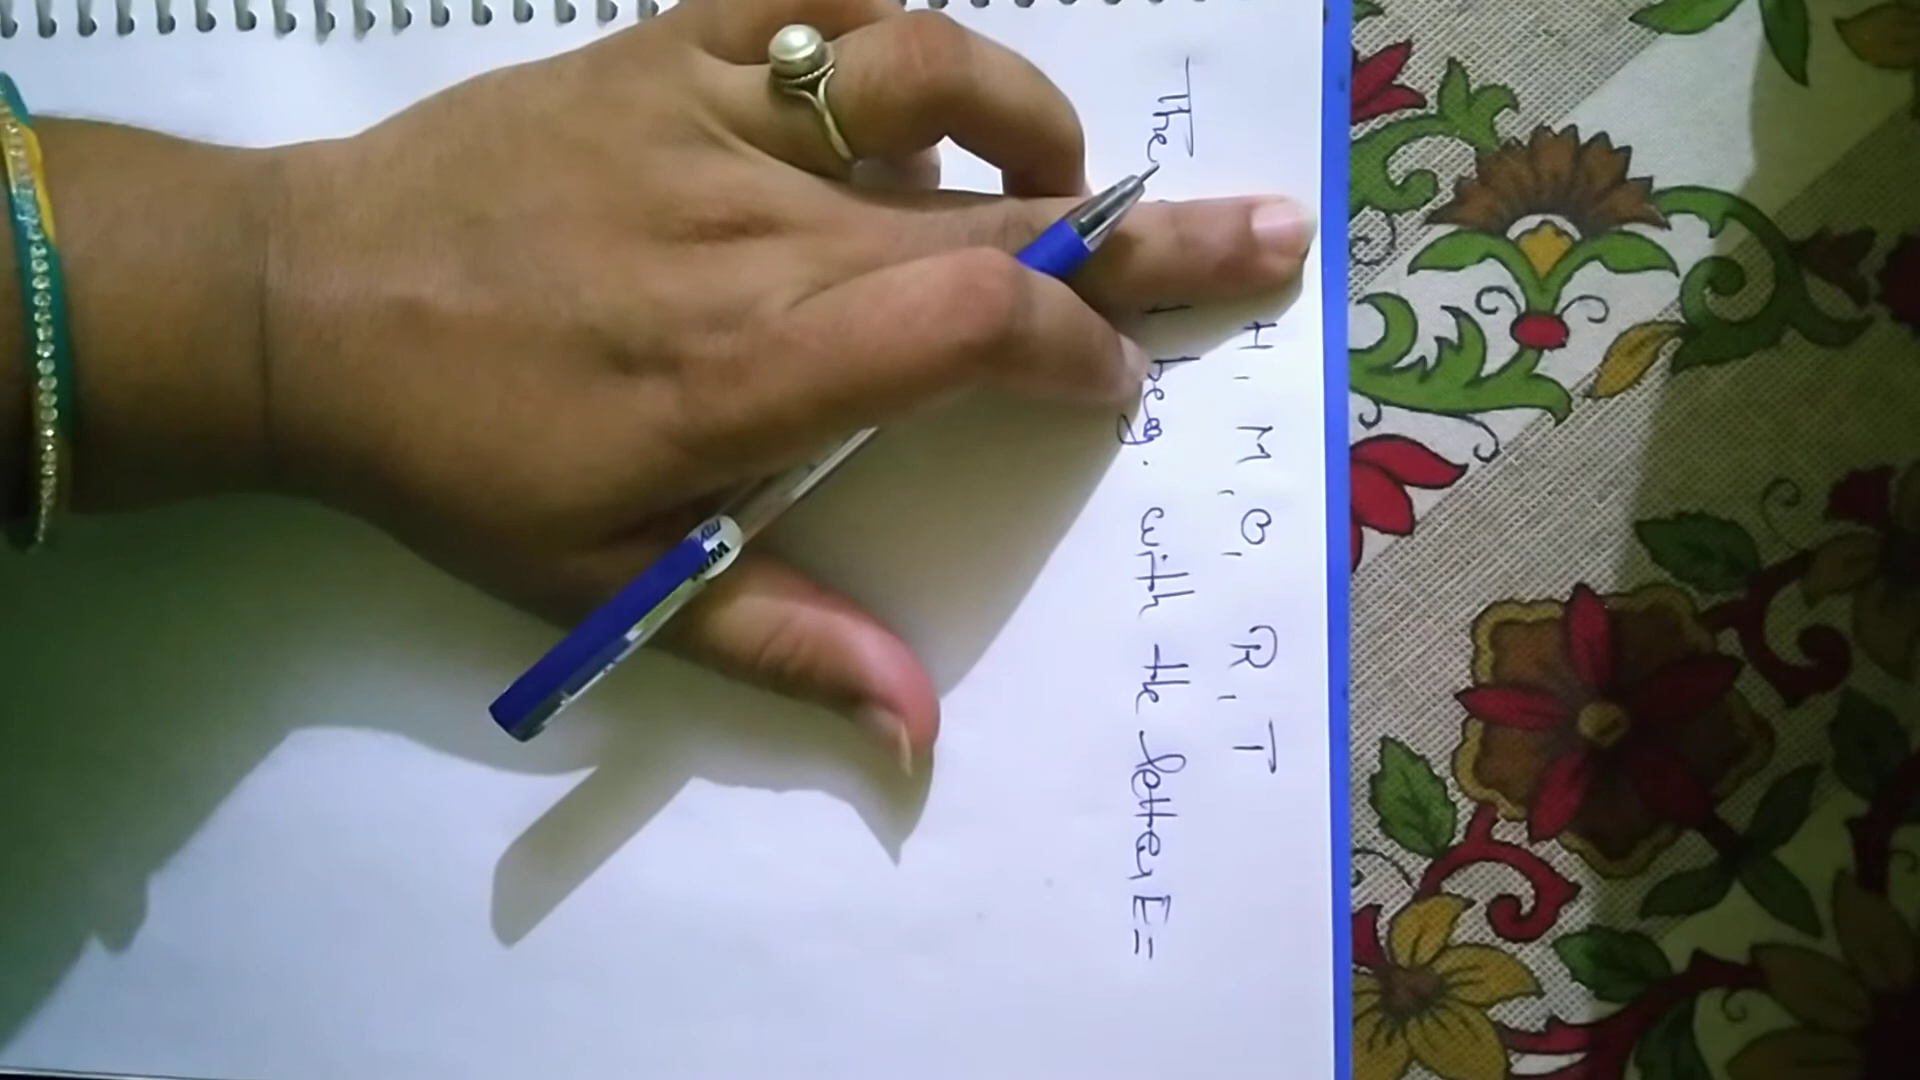 H, M, O, R, T
The beg. with the letter E =